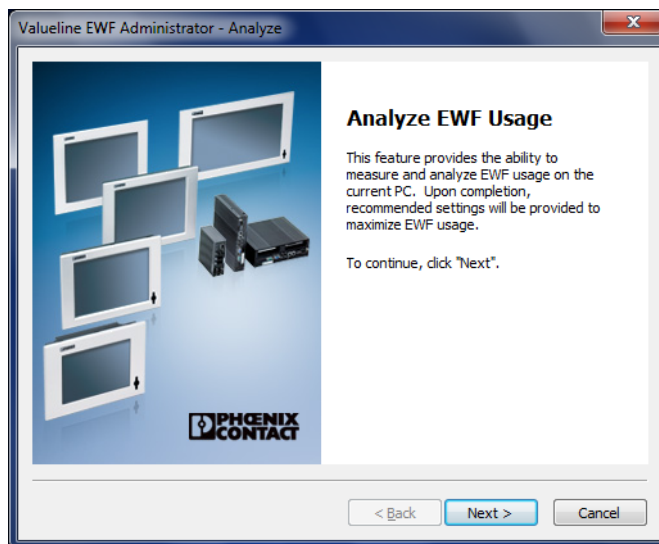 Valueline EWF Administrator - Analyze
Analyze EWF Usage
This feature provides the ability to
measure and analyze EWF usage on the
current PC. Upon completion,
recommended settings will be provided to
maximize EWF usage.
To continue, click "Next".
PHŒNIX
CONTACT
< Back
Next >
Cancel